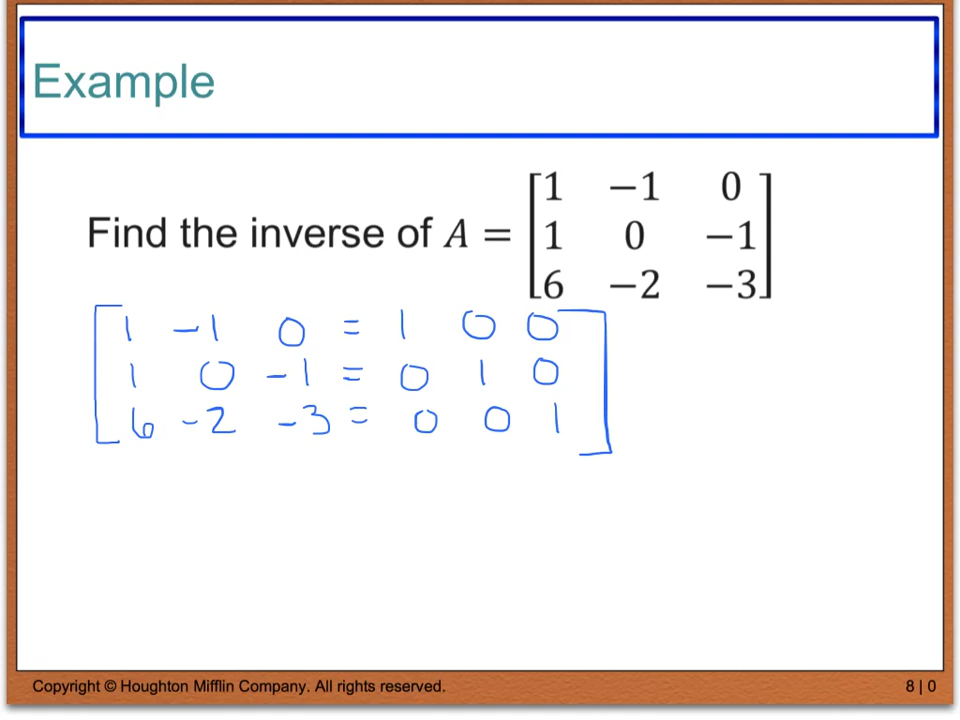 Example
Find the inverse of A = [1 −1 0
1 0 −1
6 −2 −3]
1 -1 0 = 1 0 0
1 0 -1 = 0 1 0
6 -2 -3 = 0 0 1
Copyright © Houghton Mifflin Company. All rights reserved.
8 | 0